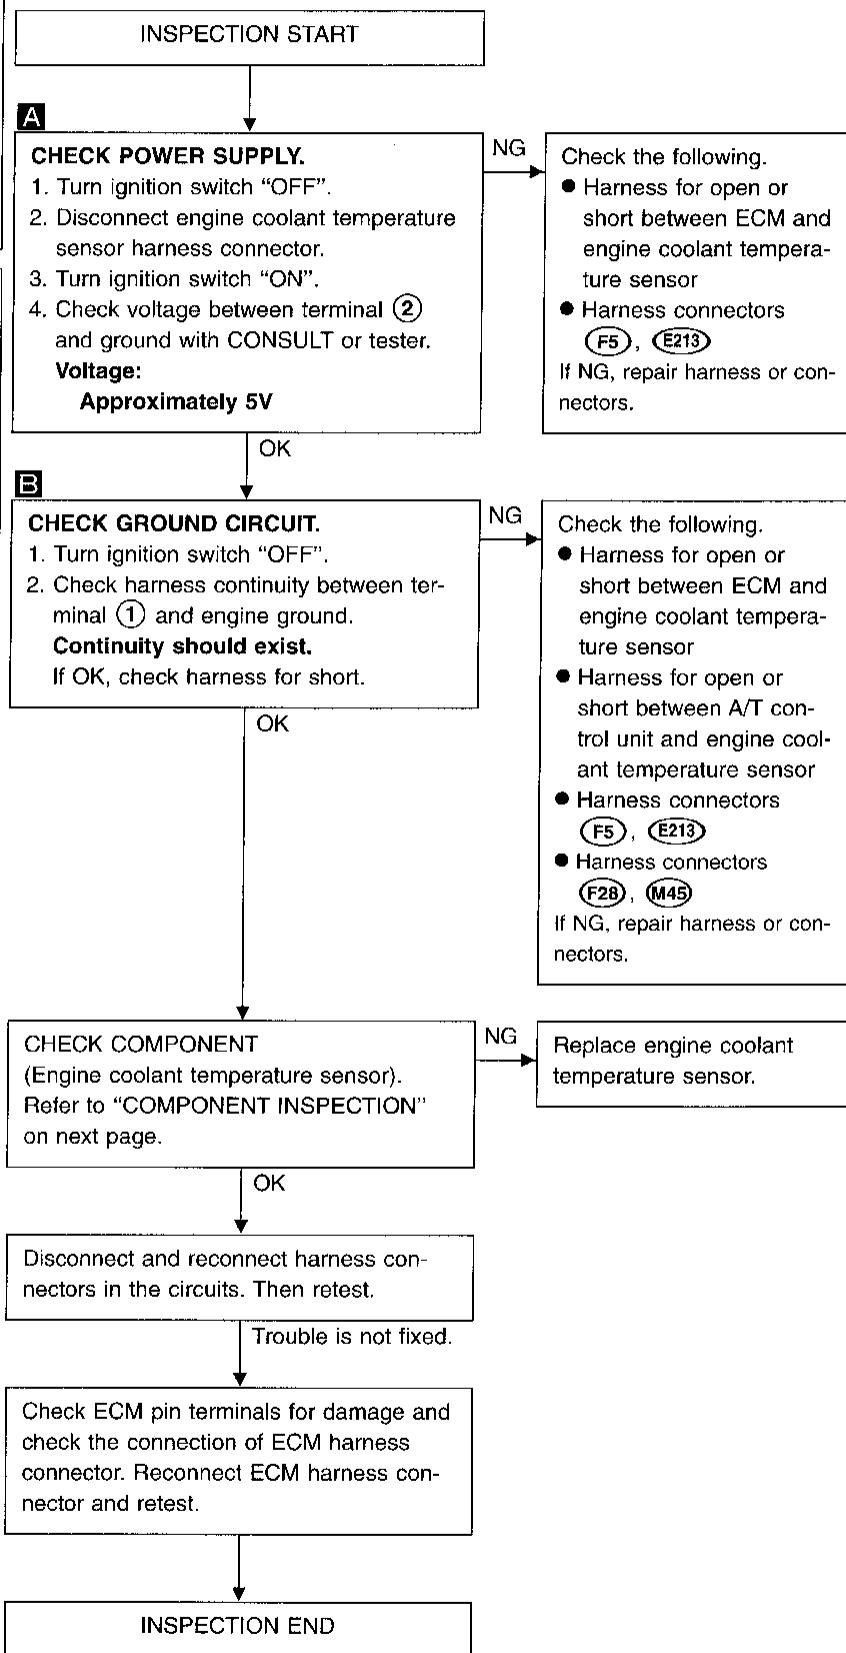 INSPECTION START
A
CHECK POWER SUPPLY.
1. Turn ignition switch “OFF”.
2. Disconnect engine coolant temperature
sensor harness connector.
3. Turn ignition switch “ON”.
4. Check voltage between terminal ②
and ground with CONSULT or tester.
Voltage:
Approximately 5V
NG
Check the following.
● Harness for open or
short between ECM and
engine coolant tempera-
ture sensor
● Harness connectors
F5, E213
If NG, repair harness or con-
nectors.
OK
B
CHECK GROUND CIRCUIT.
1. Turn ignition switch “OFF”.
2. Check harness continuity between ter-
minal ① and engine ground.
Continuity should exist.
If OK, check harness for short.
NG
Check the following.
● Harness for open or
short between ECM and
engine coolant tempera-
ture sensor
● Harness for open or
short between A/T con-
trol unit and engine cool-
ant temperature sensor
● Harness connectors
F5, E213
● Harness connectors
F28, M45
If NG, repair harness or con-
nectors.
OK
CHECK COMPONENT
(Engine coolant temperature sensor).
Refer to “COMPONENT INSPECTION”
on next page.
NG
Replace engine coolant
temperature sensor.
OK
Disconnect and reconnect harness con-
nectors in the circuits. Then retest.
Trouble is not fixed.
Check ECM pin terminals for damage and
check the connection of ECM harness
connector. Reconnect ECM harness con-
nector and retest.
INSPECTION END